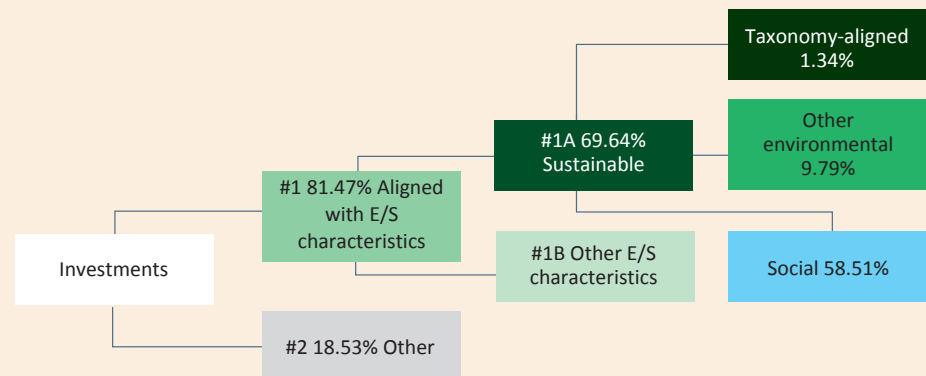 Taxonomy-aligned
1.34%
#1A 69.64%
Sustainable
Other
environmental
9.79%
#1 81.47% Aligned
with E/S
characteristics
#1B Other E/S
characteristics
Investments
Social 58.51%
#2 18.53% Other